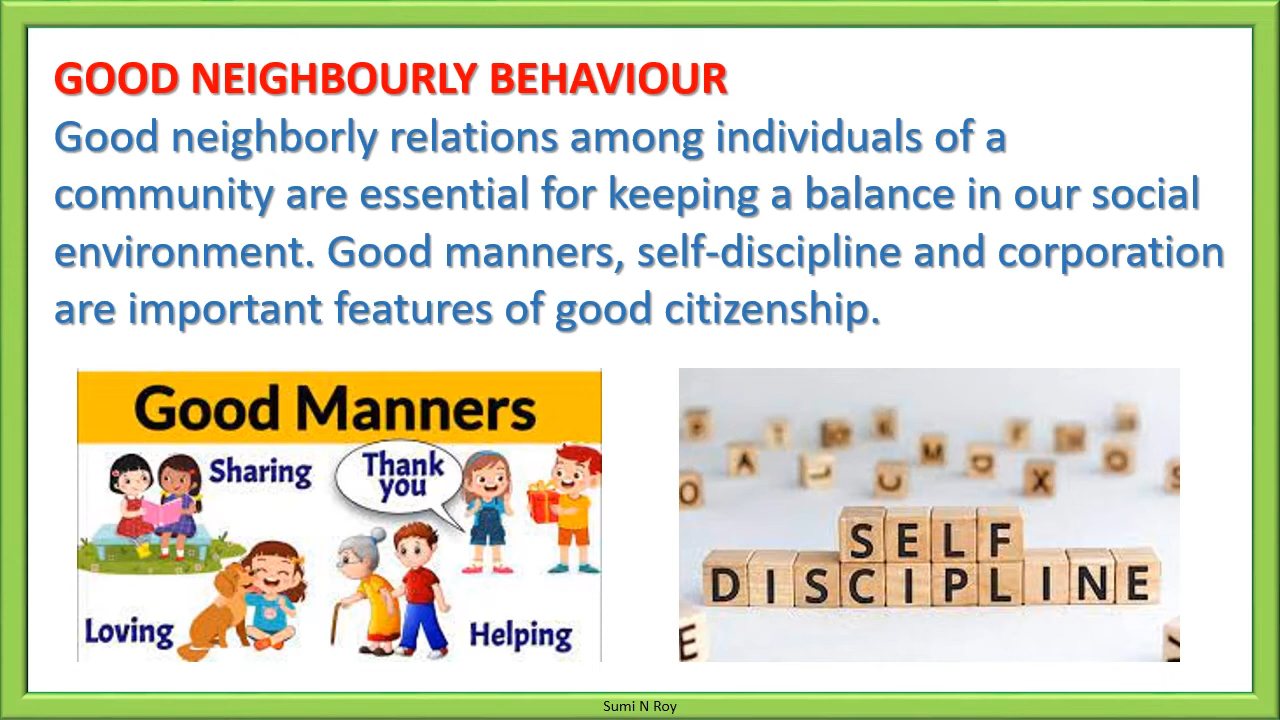 GOOD NEIGHBOURLY BEHAVIOUR
Good neighborly relations among individuals of a
community are essential for keeping a balance in our social
environment. Good manners, self-discipline and corporation
are important features of good citizenship.
Good Manners
Sharing
Thank
you
Loving
Helping
SELF
DISCIPLINE
Sumi N Roy